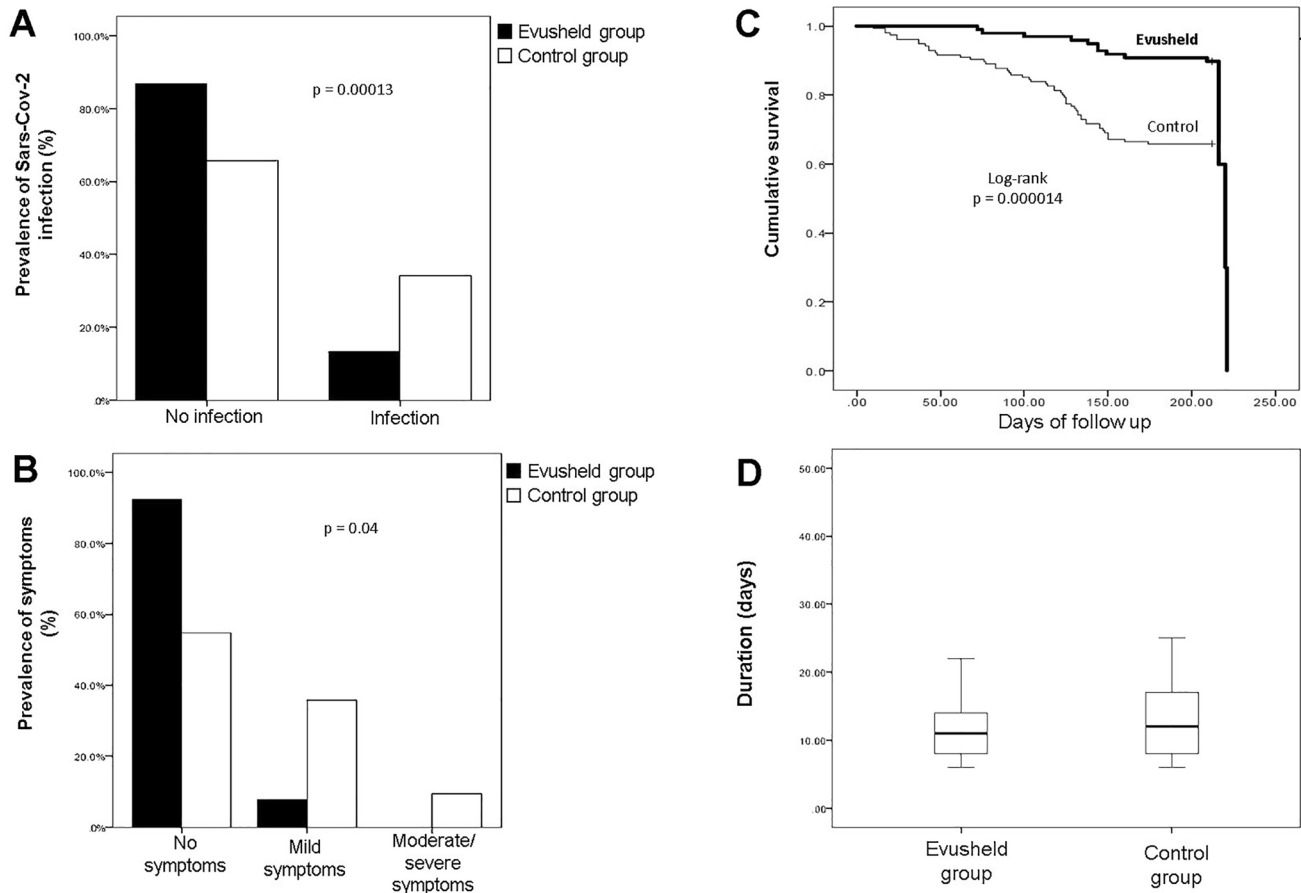 A
Prevalence of Sars-Cov-2
infection (%)
100.0%
80.0%
60.0%
40.0%
20.0%
.0%
p = 0.00013
Evusheld group
Control group
No infection
Infection
B
Prevalence of symptoms
(%)
100.0%
80.0%
60.0%
40.0%
20.0%
.0%
p = 0.04
Evusheld group
Control group
No
symptoms
Mild
symptoms
Moderate/
severe
symptoms
C
Cumulative survival
1.0
0.8
0.6
0.4
0.2
0.0
Evusheld
Control
Log-rank
p = 0.000014
.00
50.00
100.00
150.00
200.00
250.00
Days of follow up
D
Duration (days)
50.00
40.00
30.00
20.00
10.00
.00
Evusheld
group
Control
group